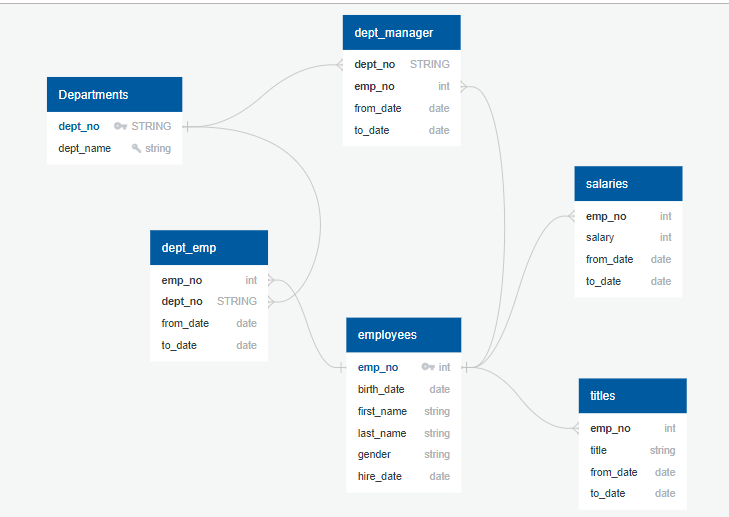 dept_manager
dept_no STRING
emp_no int
from_date date
to_date date
Departments
dept_no STRING
dept_name string
salaries
emp_no int
salary int
from_date date
to_date date
dept_emp
emp_no int
dept_no STRING
from_date date
to_date date
employees
emp_no int
birth_date date
first_name string
last_name string
gender string
hire_date date
titles
emp_no int
title string
from_date date
to_date date